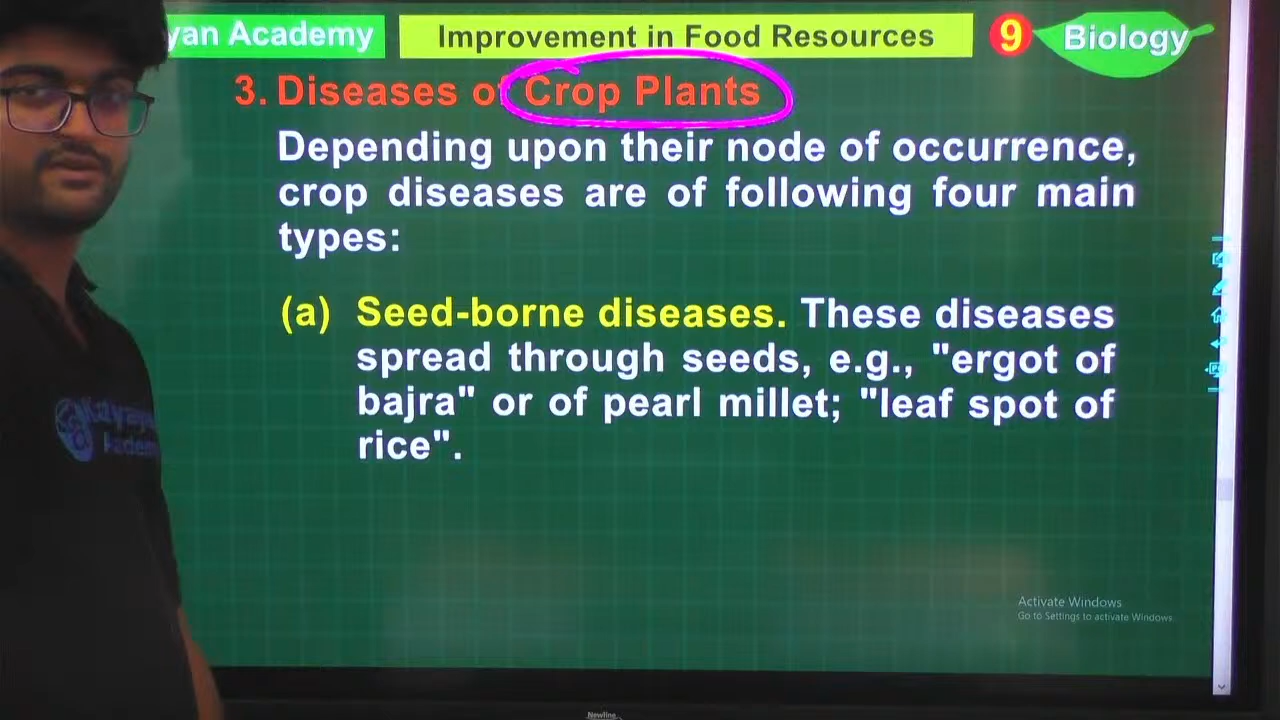 yan Academy
Improvement in Food Resources
9
Biology
3. Diseases of Crop Plants
Depending upon their node of occurrence,
crop diseases are of following four main
types:
(a) Seed-borne diseases. These diseases
spread through seeds, e.g., "ergot of
bajra" or of pearl millet; "leaf spot of
rice".
Activate Windows
Go to Settings to activate Windows.
Newline